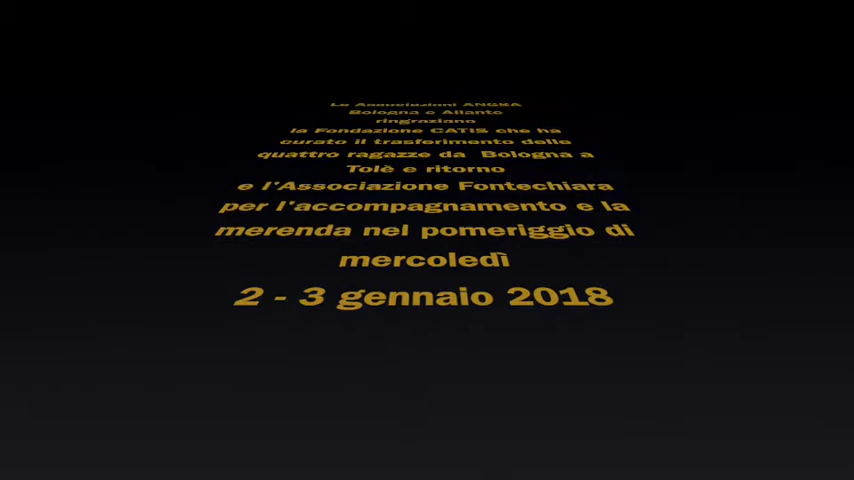 Le Associazioni ANGSA
Bologna e Ailanto
ringraziano
la Fondazione CATIS che ha
curato il trasferimento delle
quattro ragazze da Bologna a
Tolè e ritorno
e l'Associazione Fontechiara
per l'accompagnamento e la
merenda nel pomeriggio di
mercoledì
2 - 3 gennaio 2018